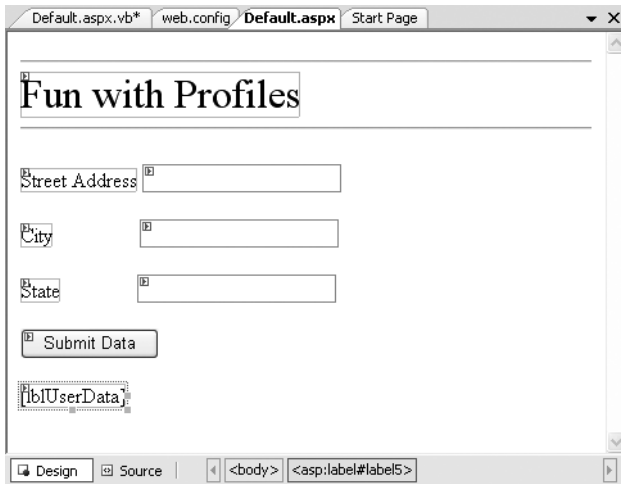 Default.aspx.vb* web.config Default.aspx Start Page
Fun with Profiles
Street Address
City
State
Submit Data
[lblUserData]
Design Source <body> <asp:label#label5>